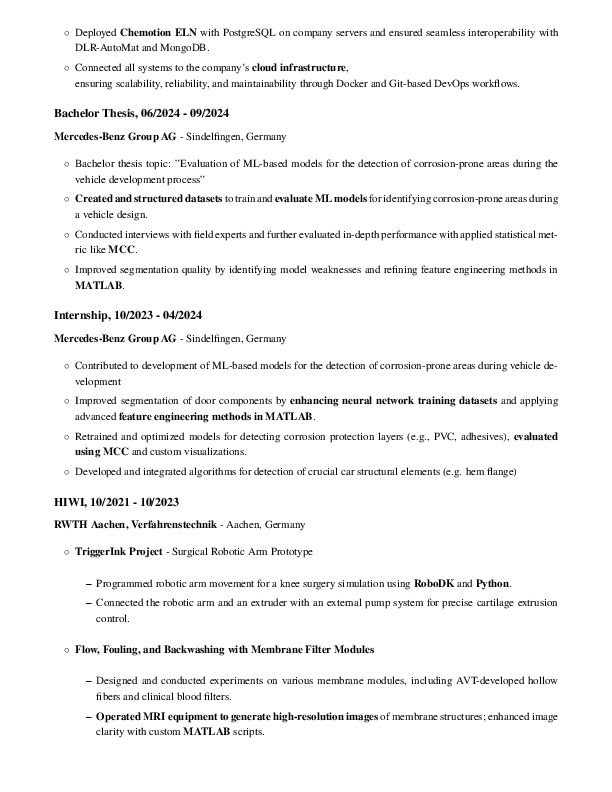 ◦ Deployed Chemotion ELN with PostgreSQL on company servers and ensured seamless interoperability with
DLR-AutoMat and MongoDB.
◦ Connected all systems to the company's cloud infrastructure,
ensuring scalability, reliability, and maintainability through Docker and Git-based DevOps workflows.
Bachelor Thesis, 06/2024 - 09/2024
Mercedes-Benz Group AG - Sindelfingen, Germany
◦ Bachelor thesis topic: ”Evaluation of ML-based models for the detection of corrosion-prone areas during the
vehicle development process”
◦ Created and structured datasets to train and evaluate ML models for identifying corrosion-prone areas during
a vehicle design.
◦ Conducted interviews with field experts and further evaluated in-depth performance with applied statistical met-
ric like MCC.
◦ Improved segmentation quality by identifying model weaknesses and refining feature engineering methods in
MATLAB.
Internship, 10/2023 - 04/2024
Mercedes-Benz Group AG - Sindelfingen, Germany
◦ Contributed to development of ML-based models for the detection of corrosion-prone areas during vehicle de-
velopment
◦ Improved segmentation of door components by enhancing neural network training datasets and applying
advanced feature engineering methods in MATLAB.
◦ Retrained and optimized models for detecting corrosion protection layers (e.g., PVC, adhesives), evaluated
using MCC and custom visualizations.
◦ Developed and integrated algorithms for detection of crucial car structural elements (e.g. hem flange)
HIWI, 10/2021 - 10/2023
RWTH Aachen, Verfahrenstechnik - Aachen, Germany
◦ TriggerInk Project - Surgical Robotic Arm Prototype
– Programmed robotic arm movement for a knee surgery simulation using RoboDK and Python.
– Connected the robotic arm and an extruder with an external pump system for precise cartilage extrusion
control.
◦ Flow, Fouling, and Backwashing with Membrane Filter Modules
– Designed and conducted experiments on various membrane modules, including AVT-developed hollow
fibers and clinical blood filters.
– Operated MRI equipment to generate high-resolution images of membrane structures; enhanced image
clarity with custom MATLAB scripts.